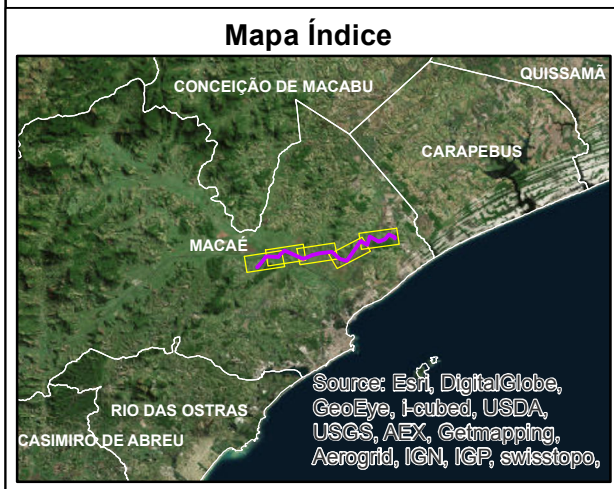 Mapa Índice
CONCEIÇÃO DE MACABU
QUISSAMÃ
CARAPEBUS
MACAÉ
RIO DAS OSTRAS
CASIMIRO DE ABREU
Source: Esri, DigitalGlobe,
GeoEye, i-cubed, USDA,
USGS, AEX, Getmapping,
Aerogrid, IGN, IGP, swisstopo,